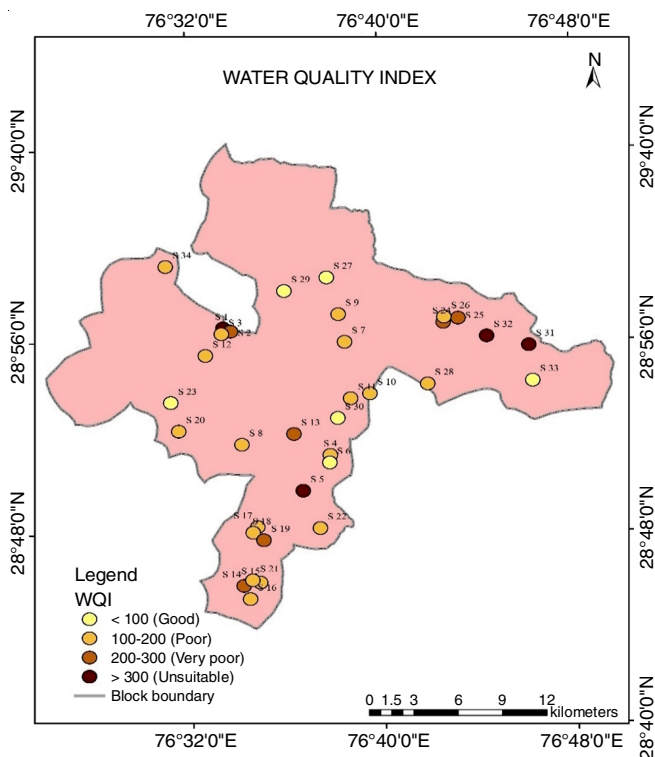 76°32'0"E 76°40'0"E 76°48'0"E
N
WATER QUALITY INDEX
29°40'0"N
29°40'0"N
S 34
S 27
S 29
S 9
S 26
S 24
S 25
S 1
S 3
S 2
S 32
S 31
S 7
28°56'0"N
28°56'0"N
S 12
S 33
S 28
S 10
S 11
S 23
S 30
S 20
S 13
S 8
S 4
S 6
S 5
S 17
S 18
S 22
S 19
28°48'0"N
28°48'0"N
S 14
S 15
S 21
S 16
Legend
WQI
< 100 (Good)
100-200 (Poor)
200-300 (Very poor)
> 300 (Unsuitable)
Block boundary
0 1.5 3 6 9 12
kilometers
28°40'0"N
76°32'0"E 76°40'0"E 76°48'0"E